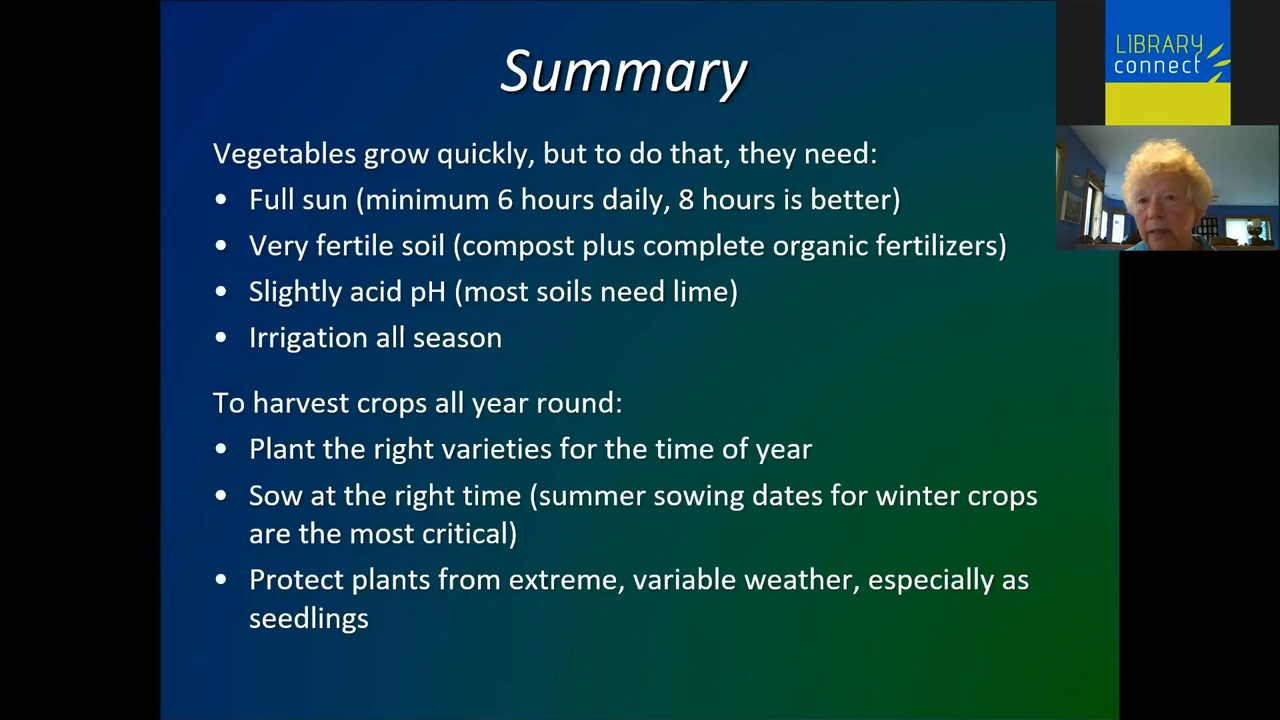 Summary
LIBRARY
connect
Vegetables grow quickly, but to do that, they need:
• Full sun (minimum 6 hours daily, 8 hours is better)
• Very fertile soil (compost plus complete organic fertilizers)
• Slightly acid pH (most soils need lime)
• Irrigation all season
To harvest crops all year round:
• Plant the right varieties for the time of year
• Sow at the right time (summer sowing dates for winter crops
are the most critical)
• Protect plants from extreme, variable weather, especially as
seedlings